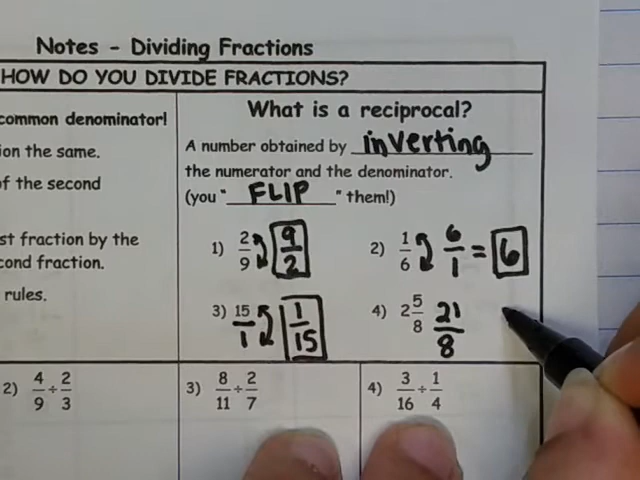 Notes - Dividing Fractions
HOW DO YOU DIVIDE FRACTIONS?
common denominator!
ion the same.
of the second
st fraction by the
cond fraction.
rules.
What is a reciprocal?
A number obtained by inverting
the numerator and the denominator.
(you "FLIP" them!)
1) 2/9 9/2
2) 1/6 6/1 = 6
3) 15/1 1/15
4) 2 5/8 21/8
2) 4/9 ÷ 2/3
3) 8/11 ÷ 2/7
4) 3/16 ÷ 1/4